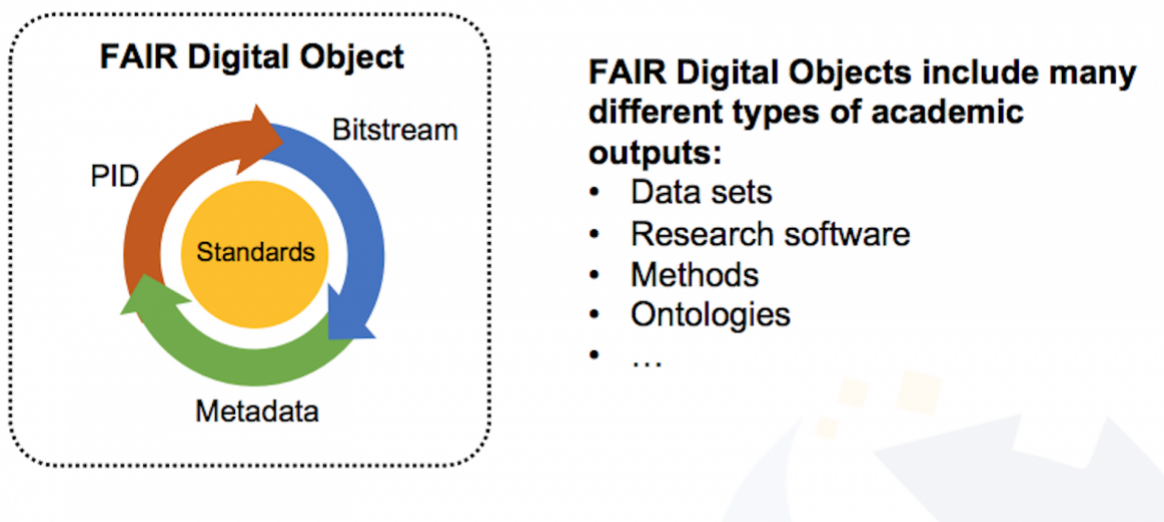 FAIR Digital Object
Bitstream
PID
Standards
Metadata
FAIR Digital Objects include many
different types of academic
outputs:
• Data sets
• Research software
• Methods
• Ontologies
• ...